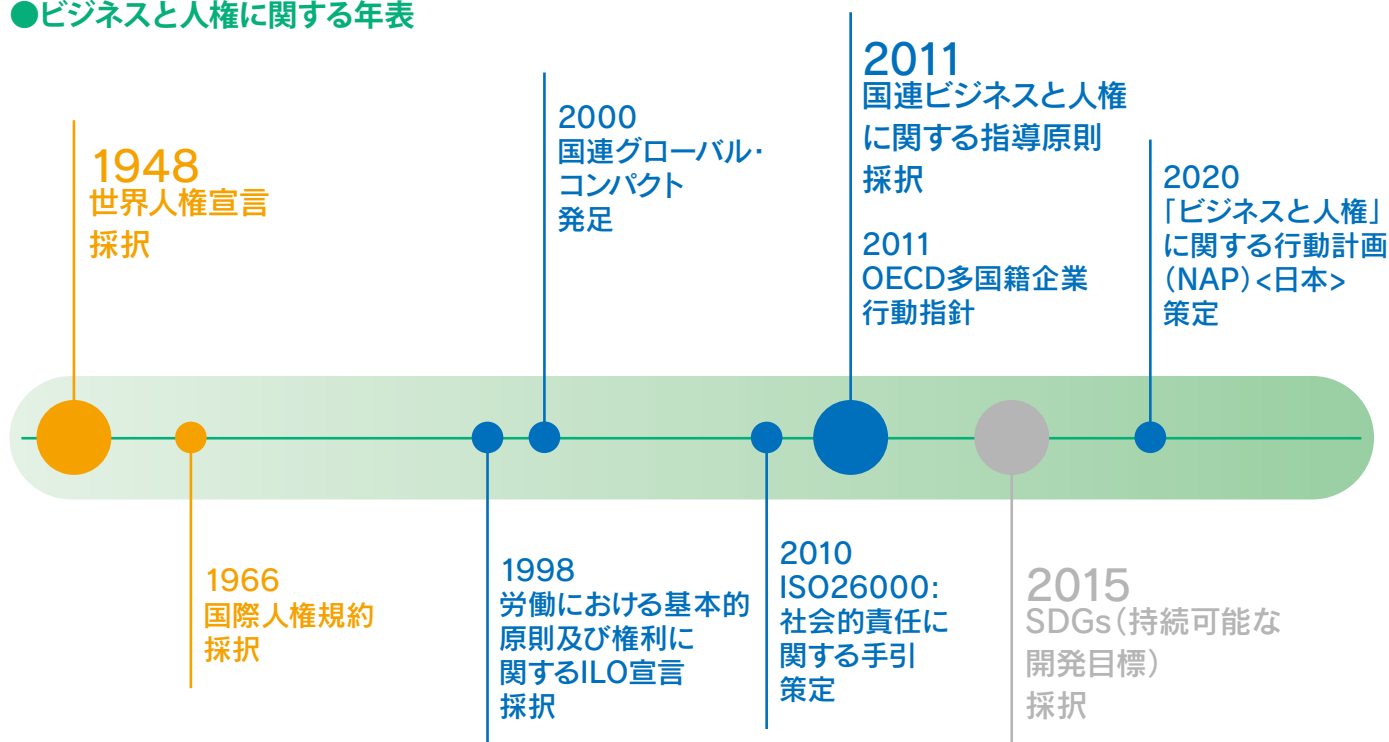 ●ビジネスと人権に関する年表
1948
世界人権宣言
採択
1966
国際人権規約
採択
1998
労働における基本的
原則及び権利に
関するILO宣言
採択
2000
国連グローバル・
コンパクト
発足
2010
ISO26000:
社会的責任に
関する手引
策定
2011
国連ビジネスと人権
に関する指導原則
採択
2011
OECD多国籍企業
行動指針
2015
SDGs(持続可能な
開発目標)
採択
2020
「ビジネスと人権」
に関する行動計画
(NAP)<日本>
策定